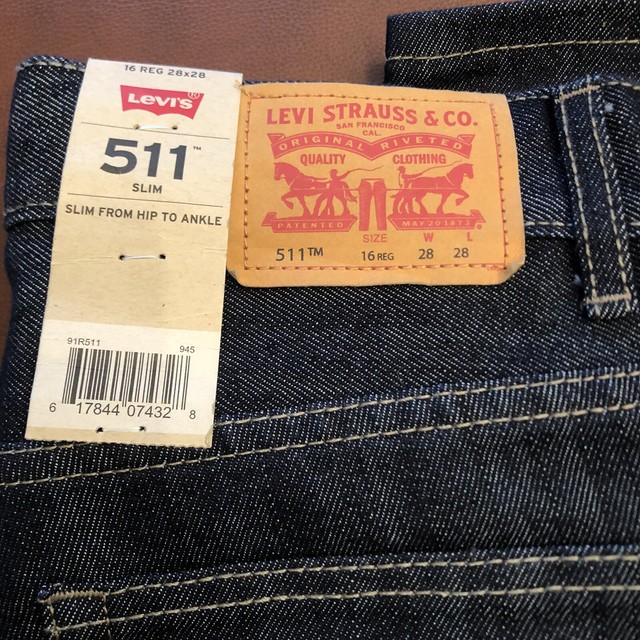 16 REG 28x28
LEVI'S®
511™
SLIM
SLIM FROM HIP TO ANKLE
91R511 945
6 17844 07432 8
LEVI STRAUSS & CO.
SAN FRANCISCO
CAL.
ORIGINAL RIVETED
QUALITY CLOTHING
PATENTED MAY 20 1873
SIZE W L
511™ 16 REG 28 28